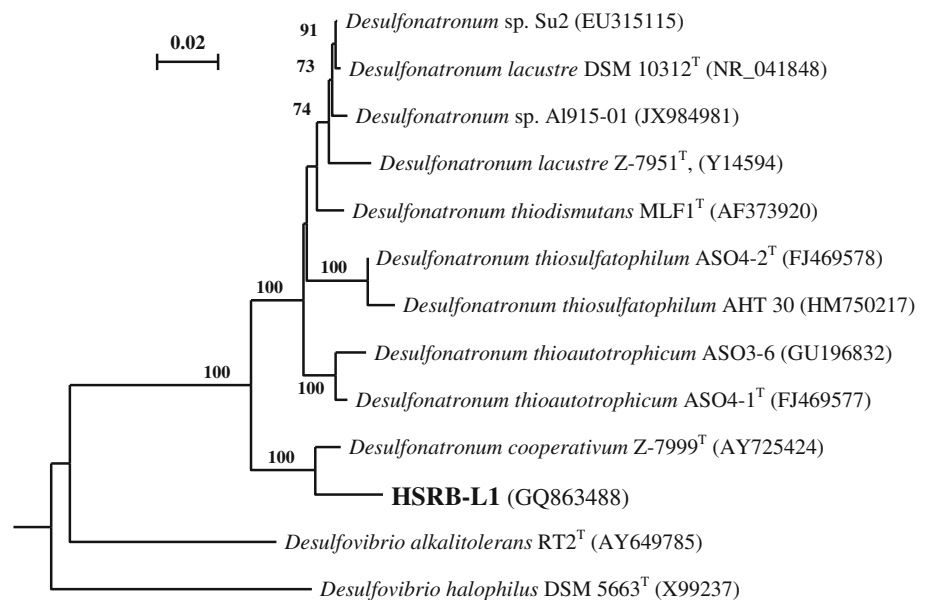 91 Desulfonatronum sp. Su2 (EU315115)
0.02
73 Desulfonatronum lacustre DSM 10312ᵀ (NR_041848)
74 Desulfonatronum sp. Al915-01 (JX984981)
Desulfonatronum lacustre Z-7951ᵀ, (Y14594)
Desulfonatronum thiodismutans MLF1ᵀ (AF373920)
100 Desulfonatronum thiosulfatophilum ASO4-2ᵀ (FJ469578)
100 Desulfonatronum thiosulfatophilum AHT 30 (HM750217)
Desulfonatronum thioautotrophicum ASO3-6 (GU196832)
100 100 Desulfonatronum thioautotrophicum ASO4-1ᵀ (FJ469577)
100 Desulfonatronum cooperativum Z-7999ᵀ (AY725424)
HSRB-L1 (GQ863488)
Desulfovibrio alkalitolerans RT2ᵀ (AY649785)
Desulfovibrio halophilus DSM 5663ᵀ (X99237)